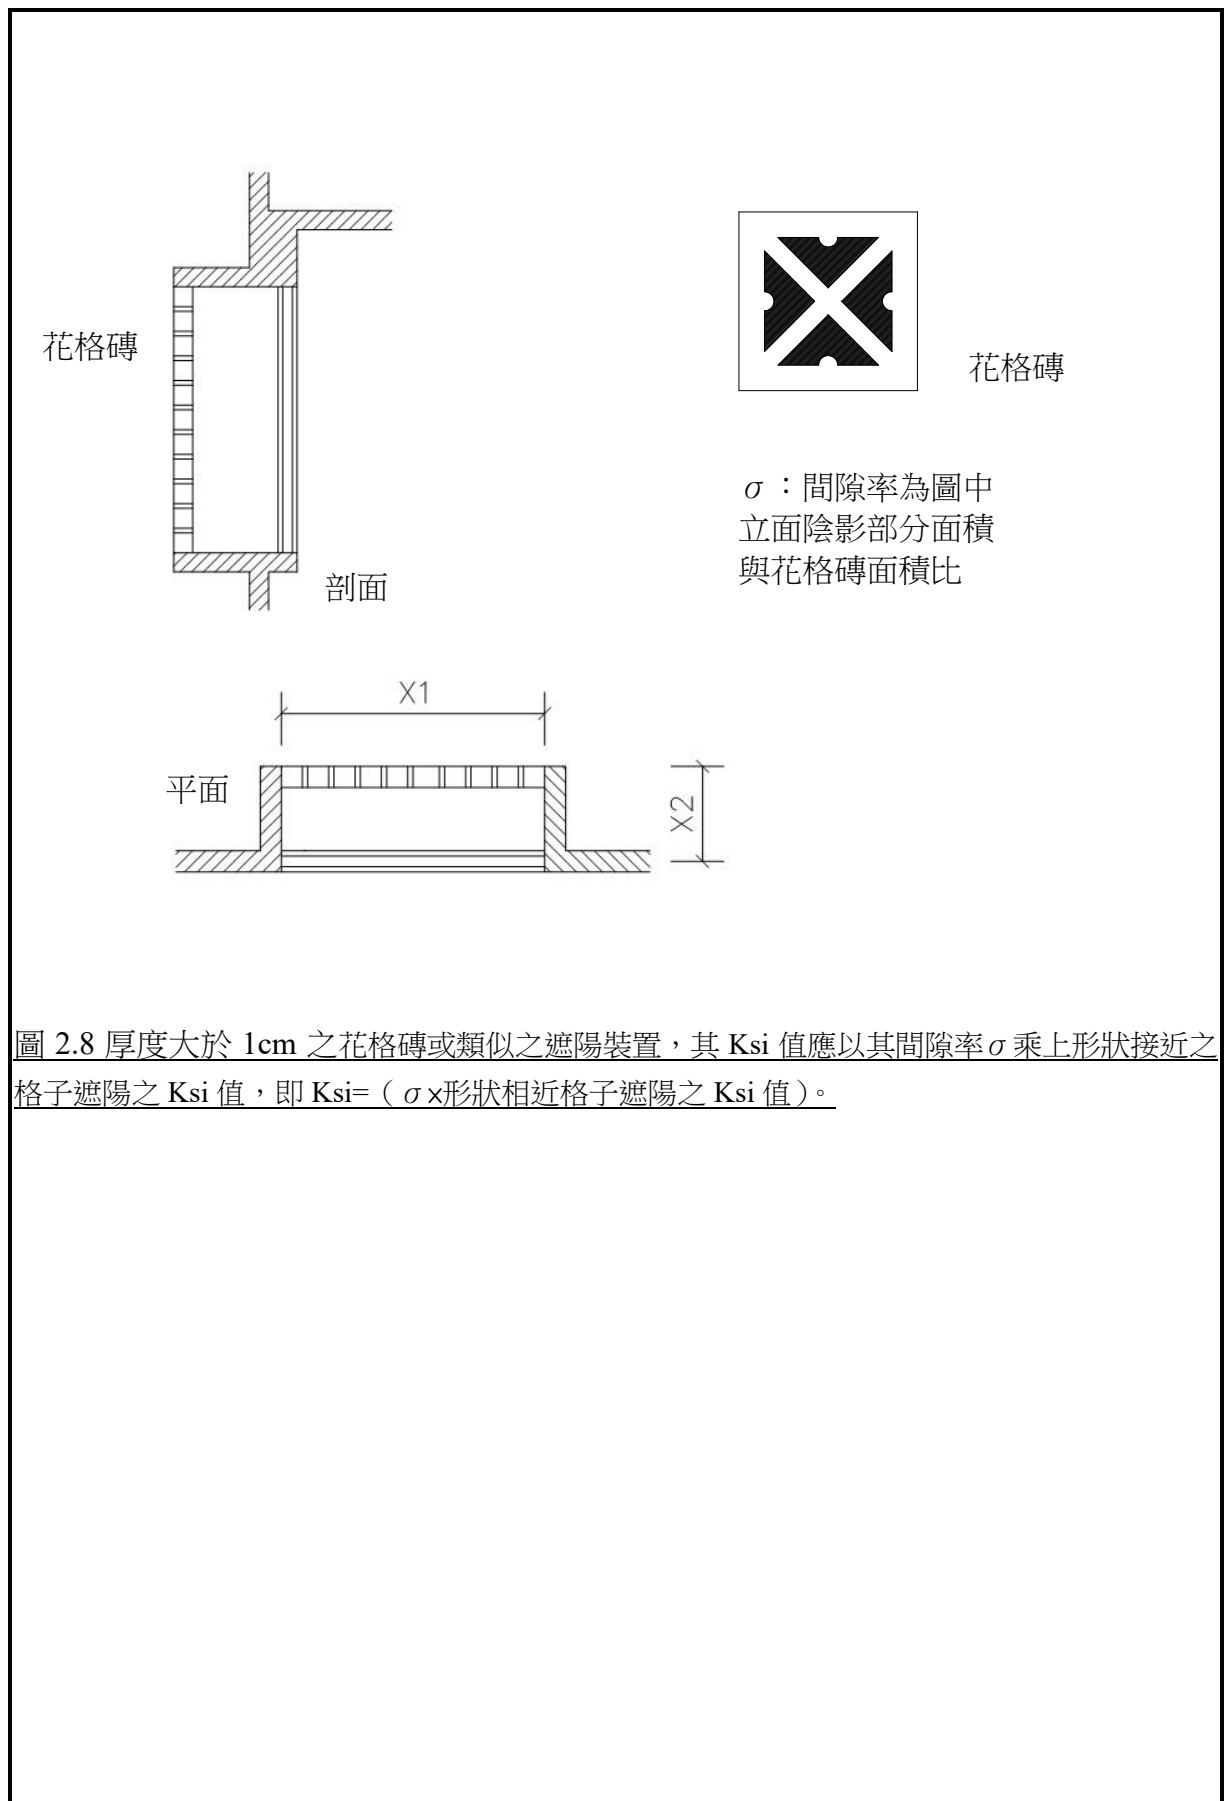 花格磚
花格磚
σ：間隙率為圖中
立面陰影部分面積
與花格磚面積比
剖面
X1
平面
X2
圖 2.8 厚度大於 1cm 之花格磚或類似之遮陽裝置，其 Ksi 值應以其間隙率σ乘上形狀接近之
格子遮陽之 Ksi 值，即 Ksi=（σ×形狀相近格子遮陽之 Ksi 值）。